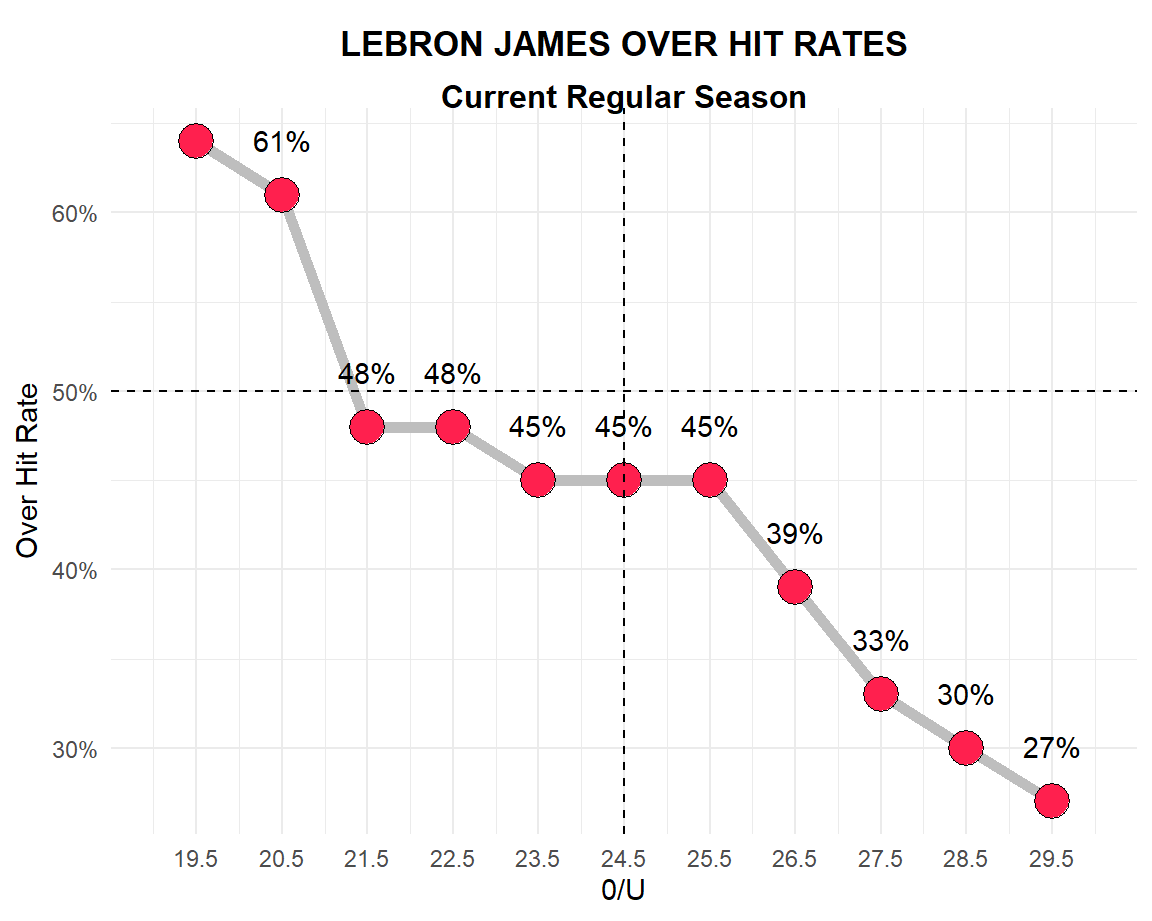 LEBRON JAMES OVER HIT RATES
Current Regular Season
61%
60%
48% 48%
50%
45% 45% 45%
Over Hit Rate
39%
40%
33%
30%
27%
30%
19.5 20.5 21.5 22.5 23.5 24.5 25.5 26.5 27.5 28.5 29.5
0/U